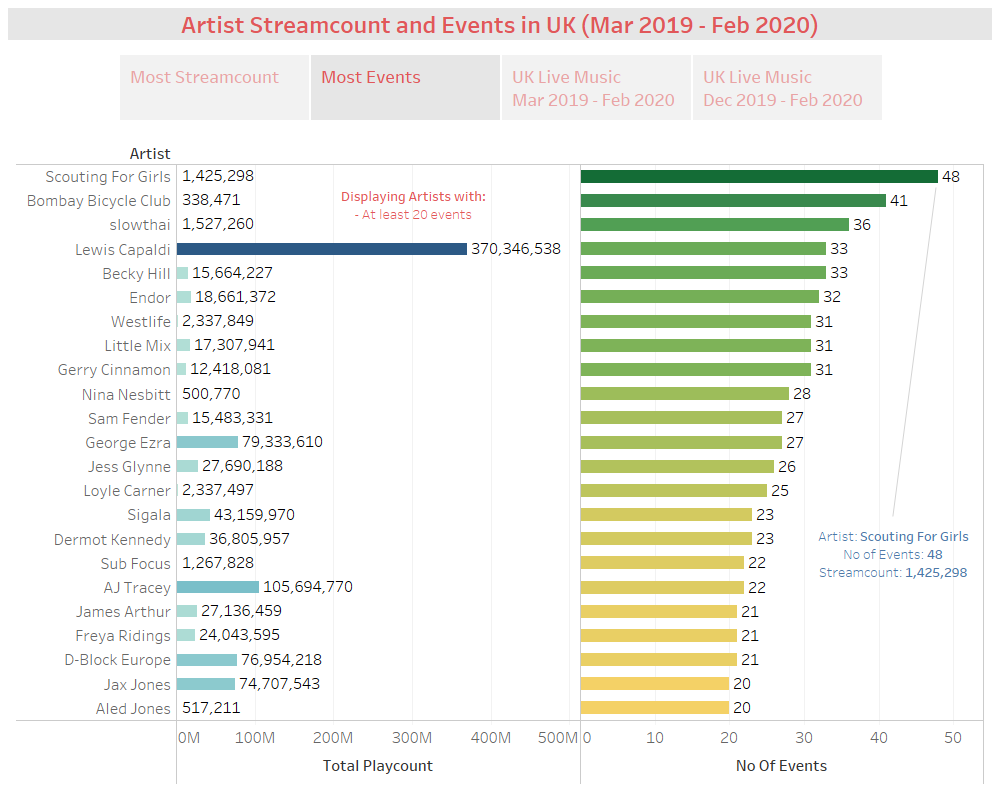 Artist Streamcount and Events in UK (Mar 2019 - Feb 2020)
Most Streamcount
Most Events
UK Live Music
Mar 2019 - Feb 2020
UK Live Music
Dec 2019 - Feb 2020
Artist
Scouting For Girls 1,425,298 48
Bombay Bicycle Club 338,471 41
slowthai 1,527,260 36
Lewis Capaldi 370,346,538 33
Becky Hill 15,664,227 33
Endor 18,661,372 32
Westlife 2,337,849 31
Little Mix 17,307,941 31
Gerry Cinnamon 12,418,081 31
Nina Nesbitt 500,770 28
Sam Fender 15,483,331 27
George Ezra 79,333,610 27
Jess Glynne 27,690,188 26
Loyle Carner 2,337,497 25
Sigala 43,159,970 23
Dermot Kennedy 36,805,957 23
Sub Focus 1,267,828 22
AJ Tracey 105,694,770 22
James Arthur 27,136,459 21
Freya Ridings 24,043,595 21
D-Block Europe 76,954,218 21
Jax Jones 74,707,543 20
Aled Jones 517,211 20
Displaying Artists with:
- At least 20 events
Artist: Scouting For Girls
No of Events: 48
Streamcount: 1,425,298
0M 100M 200M 300M 400M 500M 0 10 20 30 40 50
Total Playcount
No Of Events